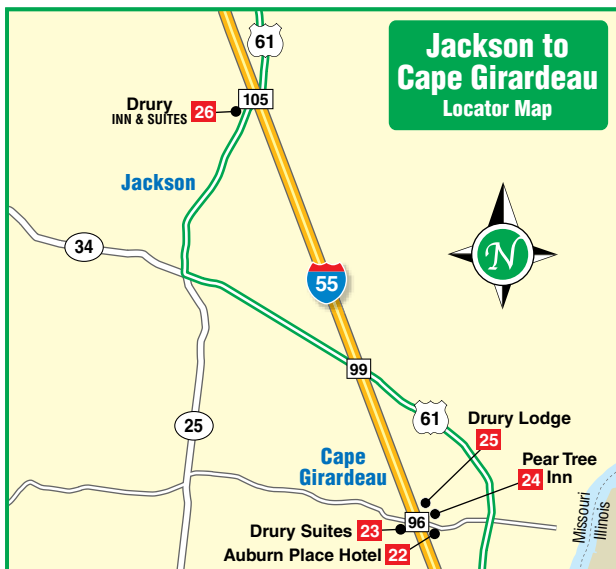 Jackson to
Cape Girardeau
Locator Map
61
105
Drury
INN & SUITES 26
Jackson
34
N
55
99
61
Drury Lodge
25
25
Cape
Girardeau
Pear Tree
24 Inn
96
Drury Suites 23
Auburn Place Hotel 22
Missouri
Illinois